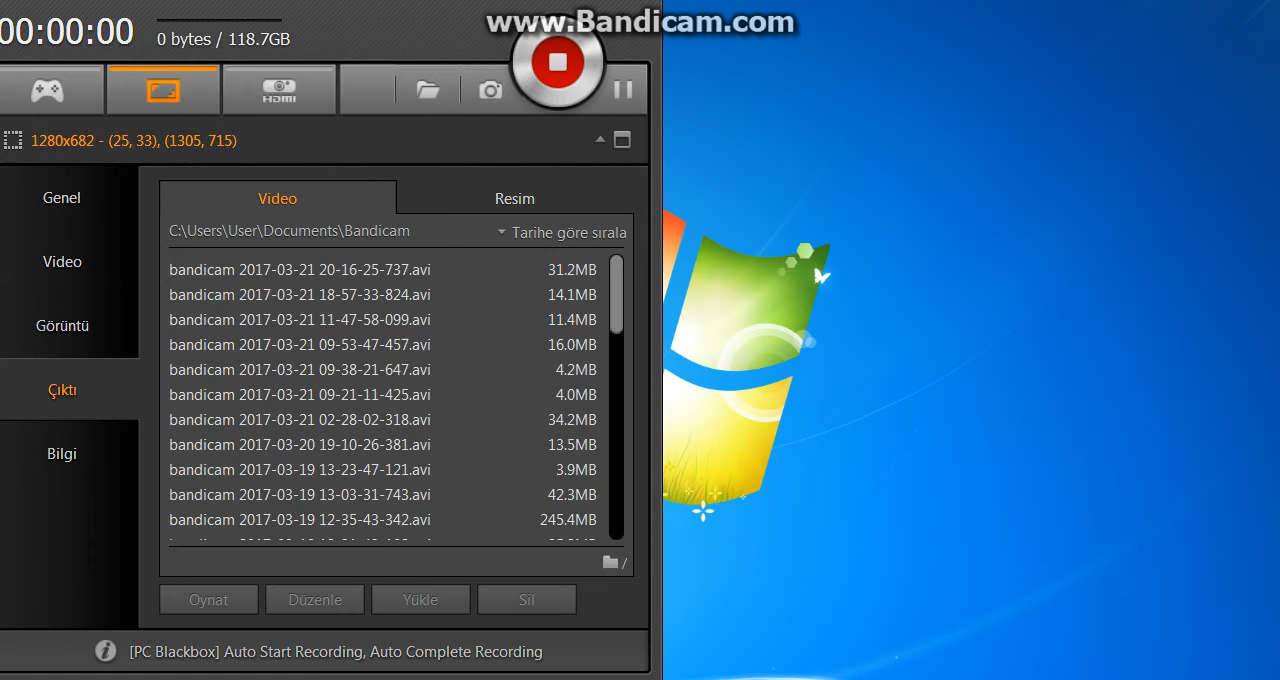 www.Bandicam.com
00:00:00
0 bytes / 118.7GB
HDMI
1280x682 - (25, 33), (1305, 715)
Genel
Video
Görüntü
Çıktı
Bilgi
Video Resim
C:\Users\User\Documents\Bandicam Tarihe göre sırala
bandicam 2017-03-21 20-16-25-737.avi 31.2MB
bandicam 2017-03-21 18-57-33-824.avi 14.1MB
bandicam 2017-03-21 11-47-58-099.avi 11.4MB
bandicam 2017-03-21 09-53-47-457.avi 16.0MB
bandicam 2017-03-21 09-38-21-647.avi 4.2MB
bandicam 2017-03-21 09-21-11-425.avi 4.0MB
bandicam 2017-03-21 02-28-02-318.avi 34.2MB
bandicam 2017-03-20 19-10-26-381.avi 13.5MB
bandicam 2017-03-19 13-23-47-121.avi 3.9MB
bandicam 2017-03-19 13-03-31-743.avi 42.3MB
bandicam 2017-03-19 12-35-43-342.avi 245.4MB
/
Oynat Düzenle Yükle Sil
[PC Blackbox] Auto Start Recording, Auto Complete Recording